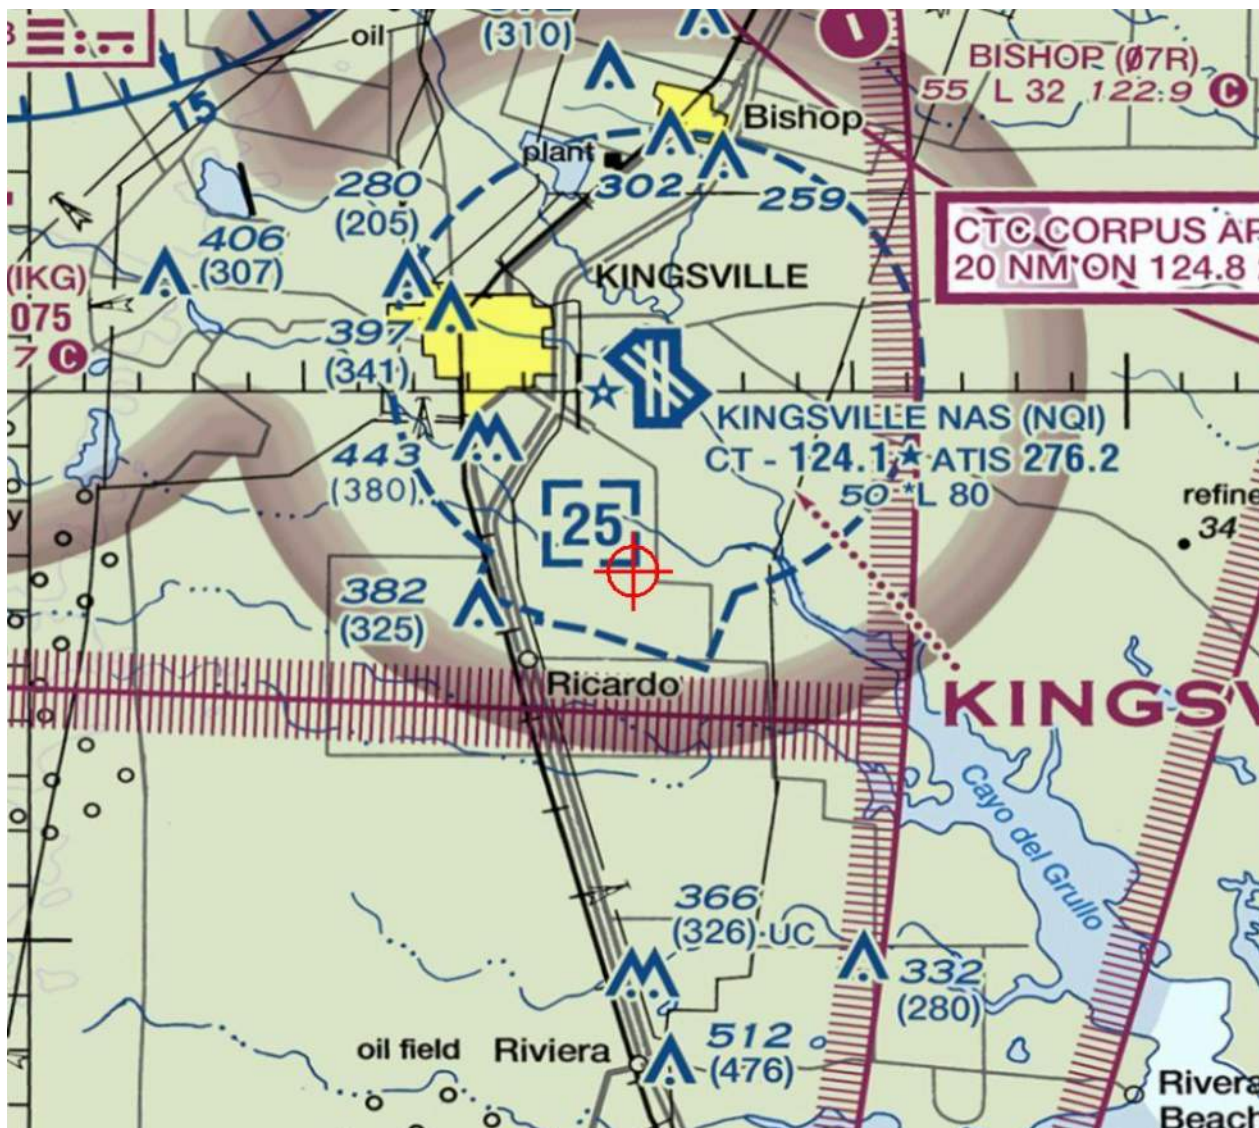 oil
(310)
BISHOP (Ø7R)
55 L 32 122.9 C
15
Bishop
plant
302
259
280
(205)
406
(307)
CTC CORPUS AP
20 NM ON 124.8
KINGSVILLE
(IKG)
075
7 C
397
(341)
KINGSVILLE NAS (NQI)
CT - 124.1 ★ ATIS 276.2
50 *L 80
443
(380)
25
refine
34
y
382
(325)
Ricardo
KINGSV
Cayo del Grullo
366
(326) UC
332
(280)
512
(476)
oil field
Riviera
Rivera
Beach